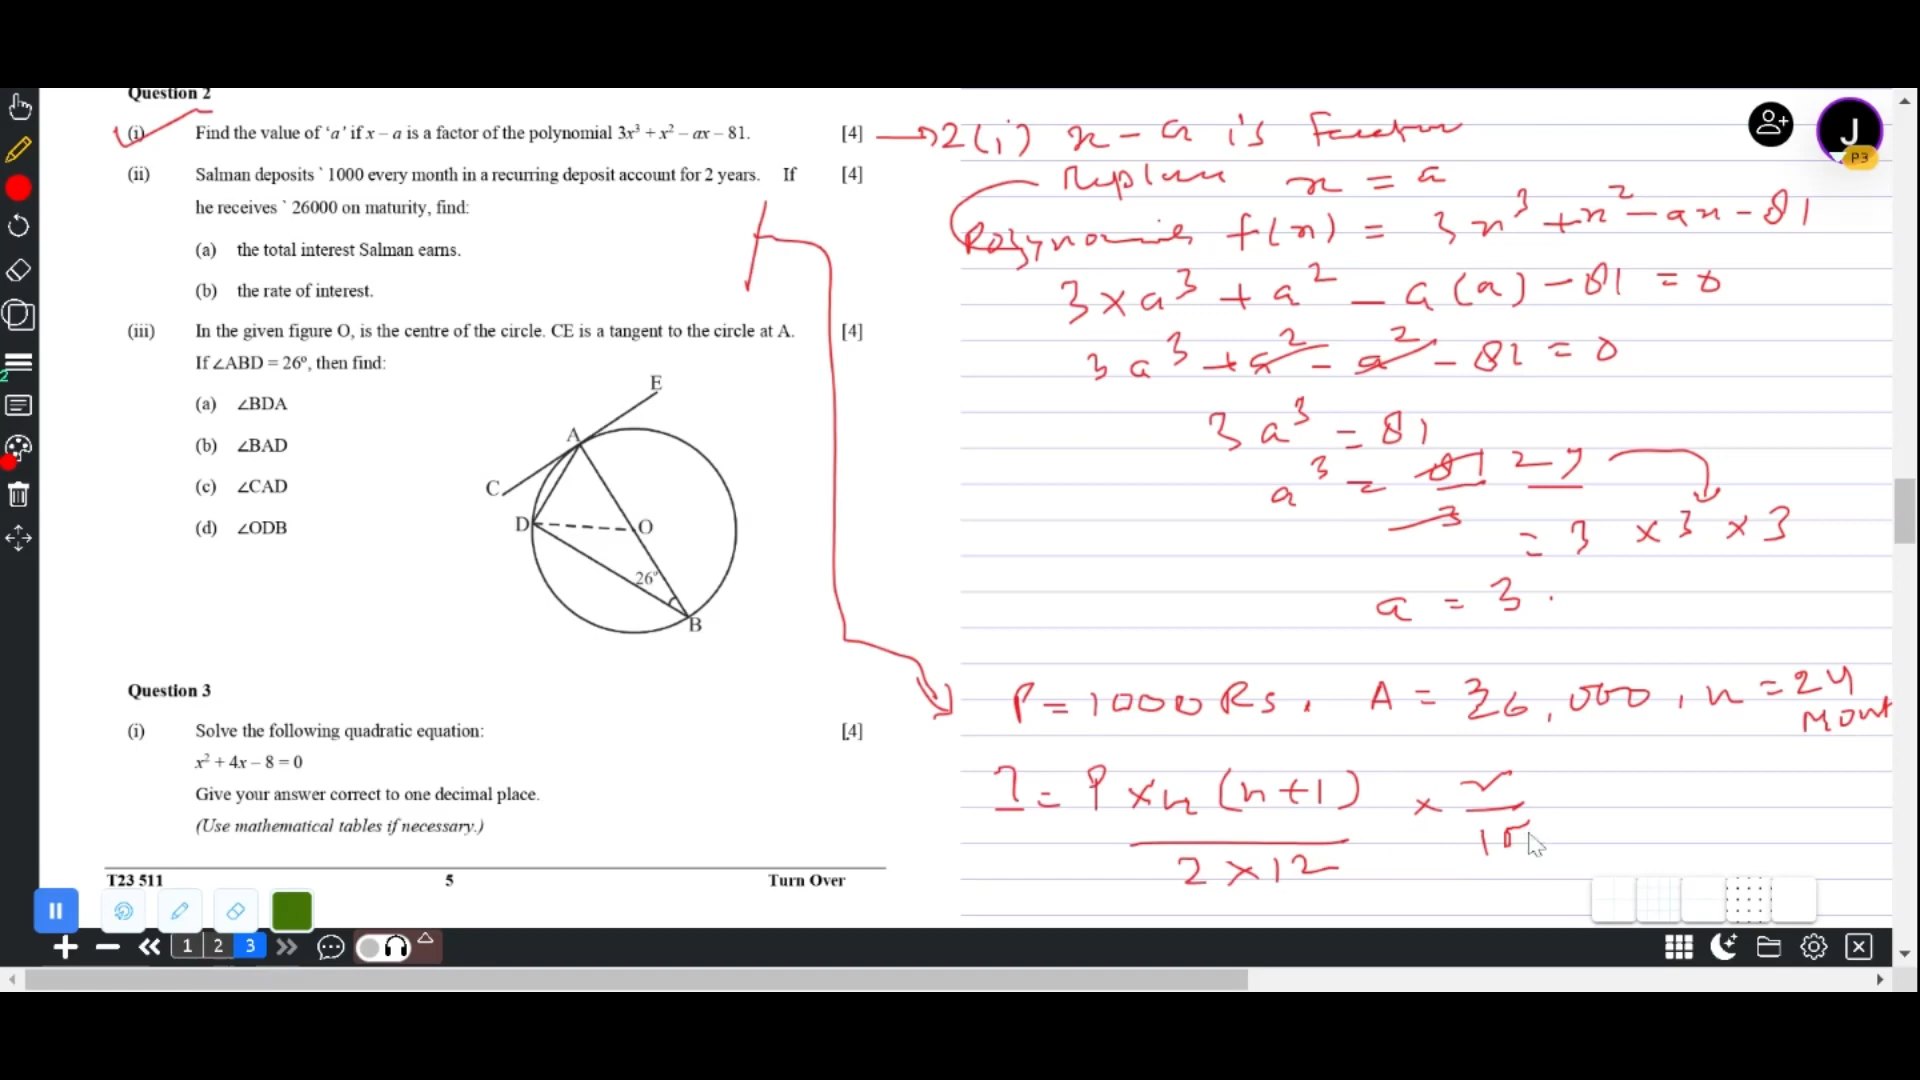 Question 2
(i) Find the value of ‘a’ if x – a is a factor of the polynomial 3x³ + x² – ax – 81. [4]
(ii) Salman deposits ` 1000 every month in a recurring deposit account for 2 years. If [4]
he receives ` 26000 on maturity, find:
(a) the total interest Salman earns.
(b) the rate of interest.
(iii) In the given figure O, is the centre of the circle. CE is a tangent to the circle at A. [4]
If ∠ABD = 26º, then find:
(a) ∠BDA
(b) ∠BAD
(c) ∠CAD
(d) ∠ODB
E
A
C
D
O
26º
B
Question 3
(i) Solve the following quadratic equation: [4]
x² + 4x – 8 = 0
Give your answer correct to one decimal place.
(Use mathematical tables if necessary.)
T23 511 5 Turn Over
2(i) x – a is Factor
Replace x = a
f(x) = 3x³ + x² – ax – 81
3 × a³ + a² – a(a) – 81 = 0
3a³ + a² – a² – 81 = 0
3a³ = 81
a³ = 81/3 27
= 3 × 3 × 3
a = 3.
P = 1000 Rs, A = 26,000, n = 24
Mont
I = P × n(n+1) / 2 × 12 × r / 10
J
P3
2
1 2 3